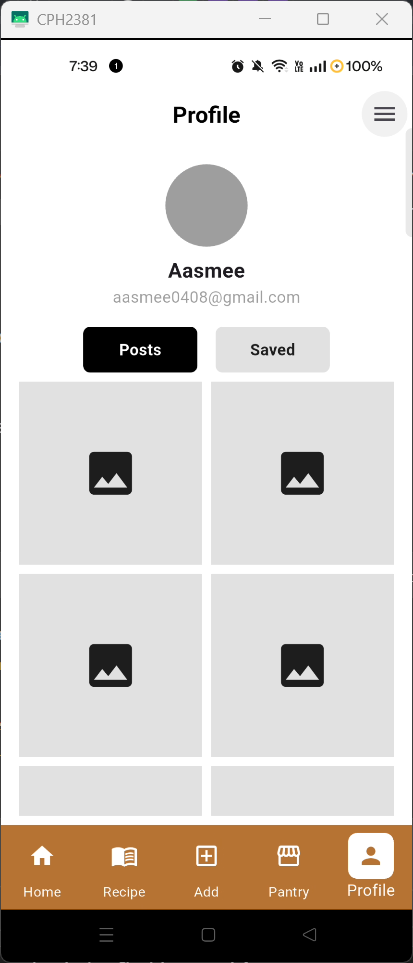 CPH2381
7:39 1 100%
Profile
Aasmee
aasmee0408@gmail.com
Posts Saved
Home Recipe Add Pantry Profile